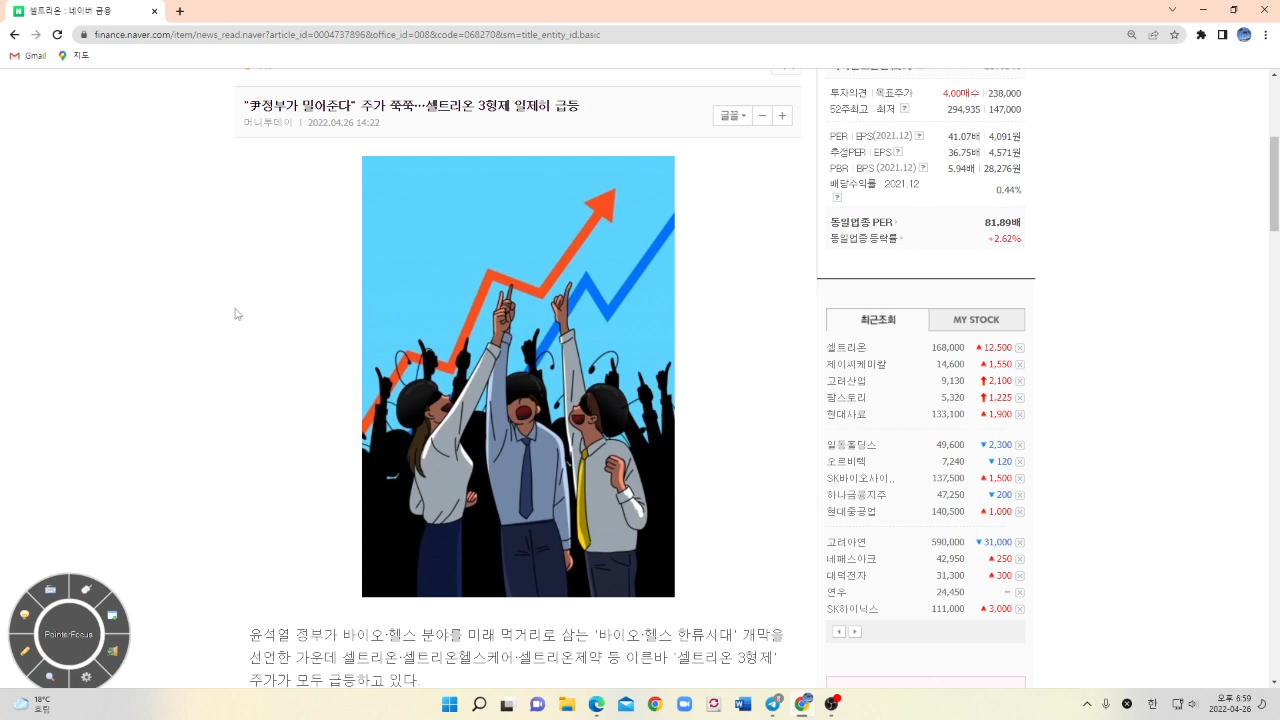 셀트리온 : 네이버 금융
finance.naver.com/item/news_read.naver?article_id=0004737896&office_id=008&code=068270&sm=title_entity_id.basic
Gmail 지도
"尹정부가 밀어준다" 주가 쭉쭉…셀트리온 3형제 일제히 급등
머니투데이 | 2022.04.26 14:22
글꼴
윤석열 정부가 바이오·헬스 분야를 미래 먹거리로 삼는 '바이오·헬스 한류시대' 개막을
선언한 가운데 셀트리온·셀트리온헬스케어·셀트리온제약 등 이른바 '셀트리온 3형제'
주가가 모두 급등하고 있다.
투자의견 | 목표주가 4.00매수 | 238,000
52주최고 | 최저 294,935 | 147,000
PER | EPS(2021.12) 41.07배 | 4,091원
추정PER | EPS 36.75배 | 4,571원
PBR | BPS (2021.12) 5.94배 | 28,276원
배당수익률 | 2021.12
0.44%
동일업종 PER 81.89배
동일업종 등락률 +2.62%
최근조회 MY STOCK
셀트리온 168,000 ▲ 12,500
제이씨케미칼 14,600 ▲ 1,550
고려산업 9,130 ↑ 2,100
팜스토리 5,320 ↑ 1,225
현대사료 133,100 ▲ 1,900
일동홀딩스 49,600 ▼ 2,300
오르비텍 7,240 ▼ 120
SK바이오사이.. 137,500 ▲ 1,500
하나금융지주 47,250 ▼ 200
현대중공업 140,500 ▲ 1,000
고려아연 590,000 ▼ 31,000
네패스아크 42,950 ▲ 250
대덕전자 31,300 ▲ 300
연우 24,450 -
SK하이닉스 111,000 ▲ 3,000
PointerFocus
18°C
흐림
한
오후 6:59
2022-04-26